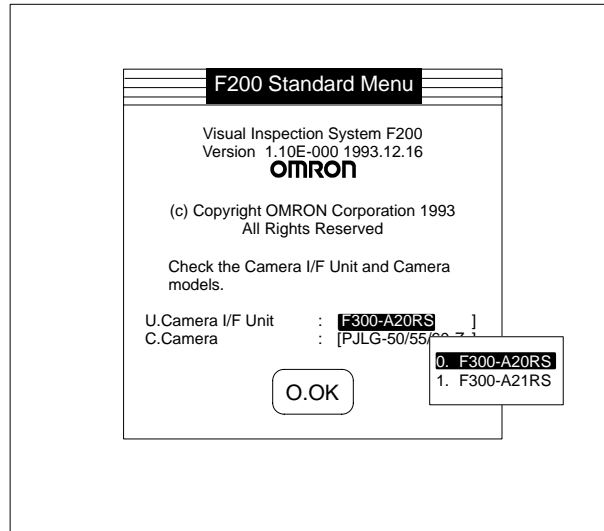 F200 Standard Menu
Visual Inspection System F200
Version 1.10E-000 1993.12.16
OMRON
(c) Copyright OMRON Corporation 1993
All Rights Reserved
Check the Camera I/F Unit and Camera
models.
U.Camera I/F Unit : F300-A20RS ]
C.Camera : [PJLG-50/55/ ]
0. F300-A20RS
1. F300-A21RS
O.OK